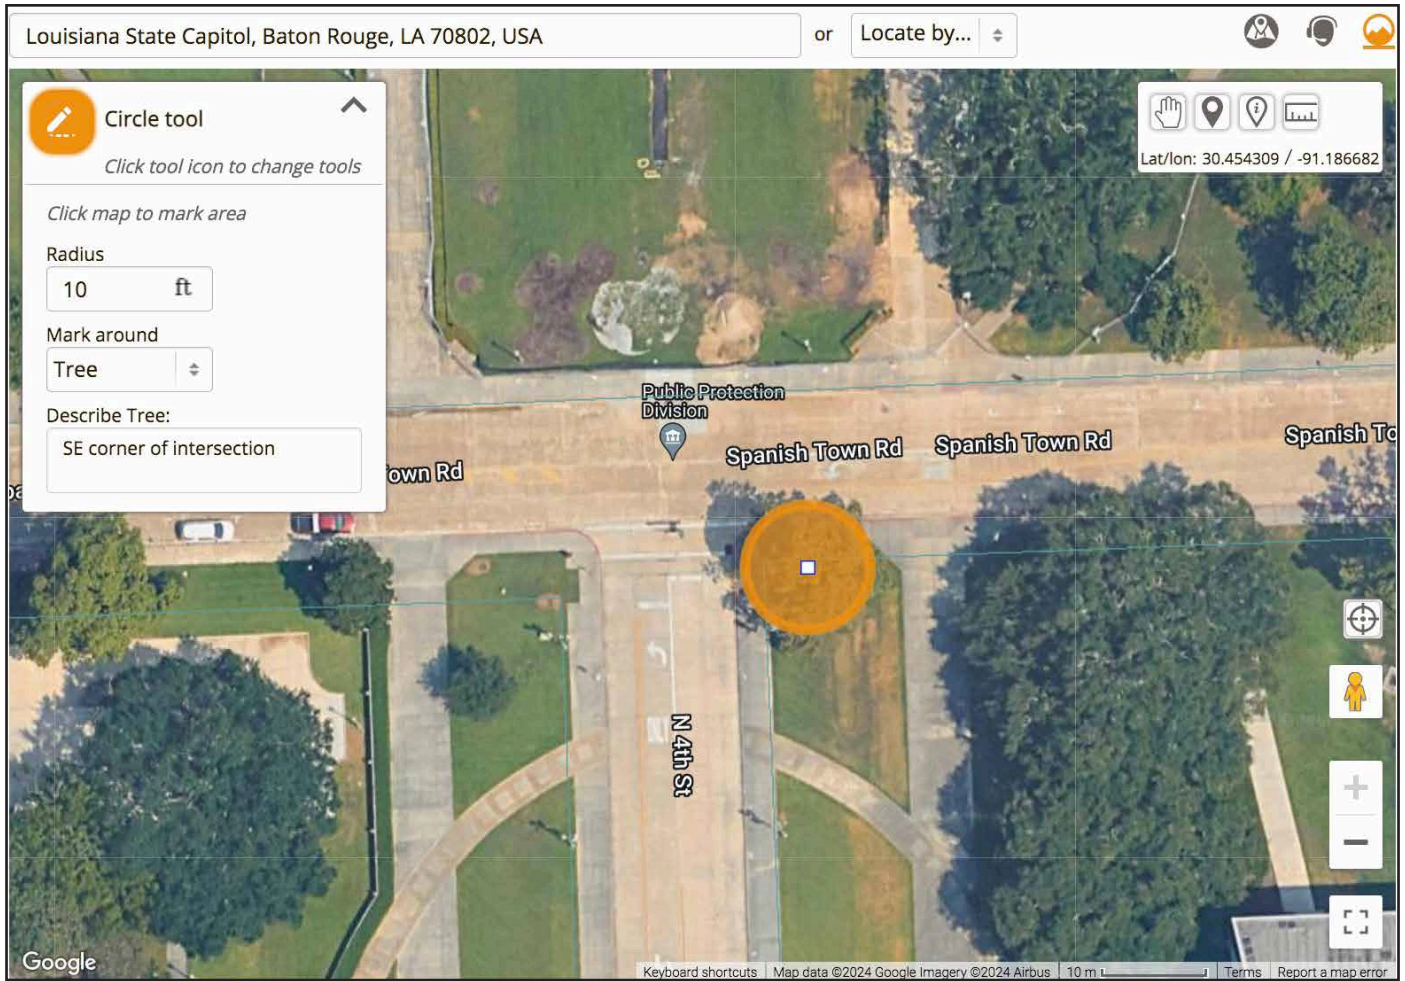 Louisiana State Capitol, Baton Rouge, LA 70802, USA
or
Locate by...
Circle tool
Click tool icon to change tools
Click map to mark area
Radius
10 ft
Mark around
Tree
Describe Tree:
SE corner of intersection
Lat/lon: 30.454309 / -91.186682
Public Protection
Division
Spanish Town Rd
Spanish Town Rd
Spanish To
Town Rd
N 4th St
Google
Keyboard shortcuts
Map data ©2024 Google Imagery ©2024 Airbus
10 m
Terms
Report a map error